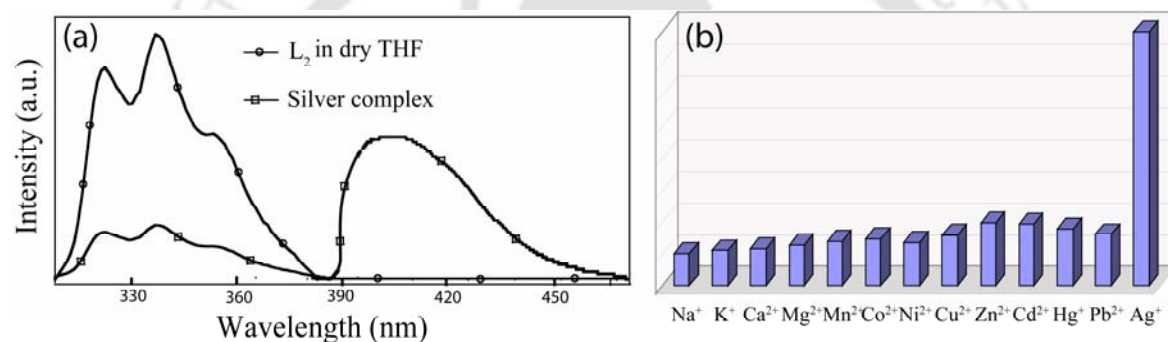 (a)
L₂ in dry THF
Silver complex
Intensity (a.u.)
330 360 390 420 450
Wavelength (nm)
(b)
Na⁺ K⁺ Ca²⁺ Mg²⁺ Mn²⁺ Co²⁺ Ni²⁺ Cu²⁺ Zn²⁺ Cd²⁺ Hg⁺ Pb²⁺ Ag⁺